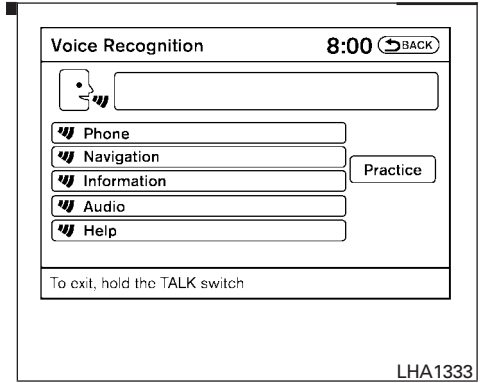 Voice Recognition 8:00 BACK
Phone
Navigation
Practice
Information
Audio
Help
To exit, hold the TALK switch
LHA1333